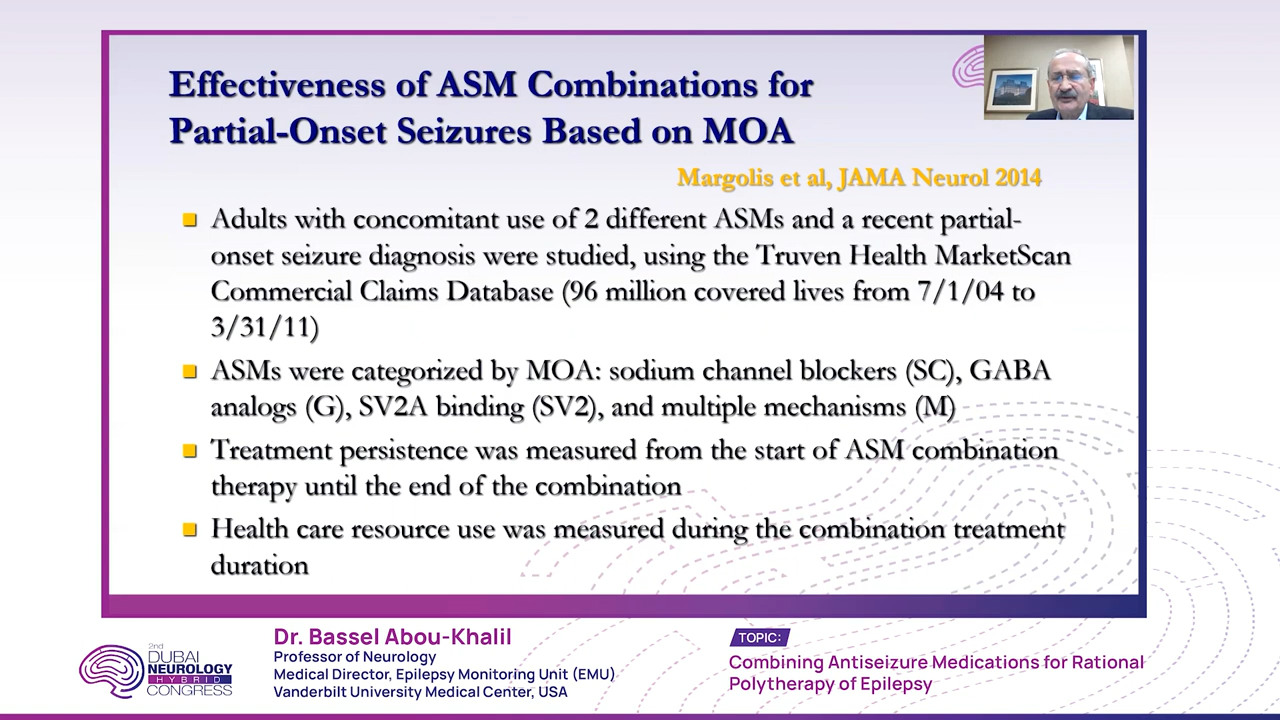 Effectiveness of ASM Combinations for
Partial-Onset Seizures Based on MOA
Margolis et al, JAMA Neurol 2014
Adults with concomitant use of 2 different ASMs and a recent partial-
onset seizure diagnosis were studied, using the Truven Health MarketScan
Commercial Claims Database (96 million covered lives from 7/1/04 to
3/31/11)
ASMs were categorized by MOA: sodium channel blockers (SC), GABA
analogs (G), SV2A binding (SV2), and multiple mechanisms (M)
Treatment persistence was measured from the start of ASM combination
therapy until the end of the combination
Health care resource use was measured during the combination treatment
duration
2nd
DUBAI
NEUROLOGY
HYBRID
CONGRESS
Dr. Bassel Abou-Khalil
Professor of Neurology
Medical Director, Epilepsy Monitoring Unit (EMU)
Vanderbilt University Medical Center, USA
TOPIC:
Combining Antiseizure Medications for Rational
Polytherapy of Epilepsy